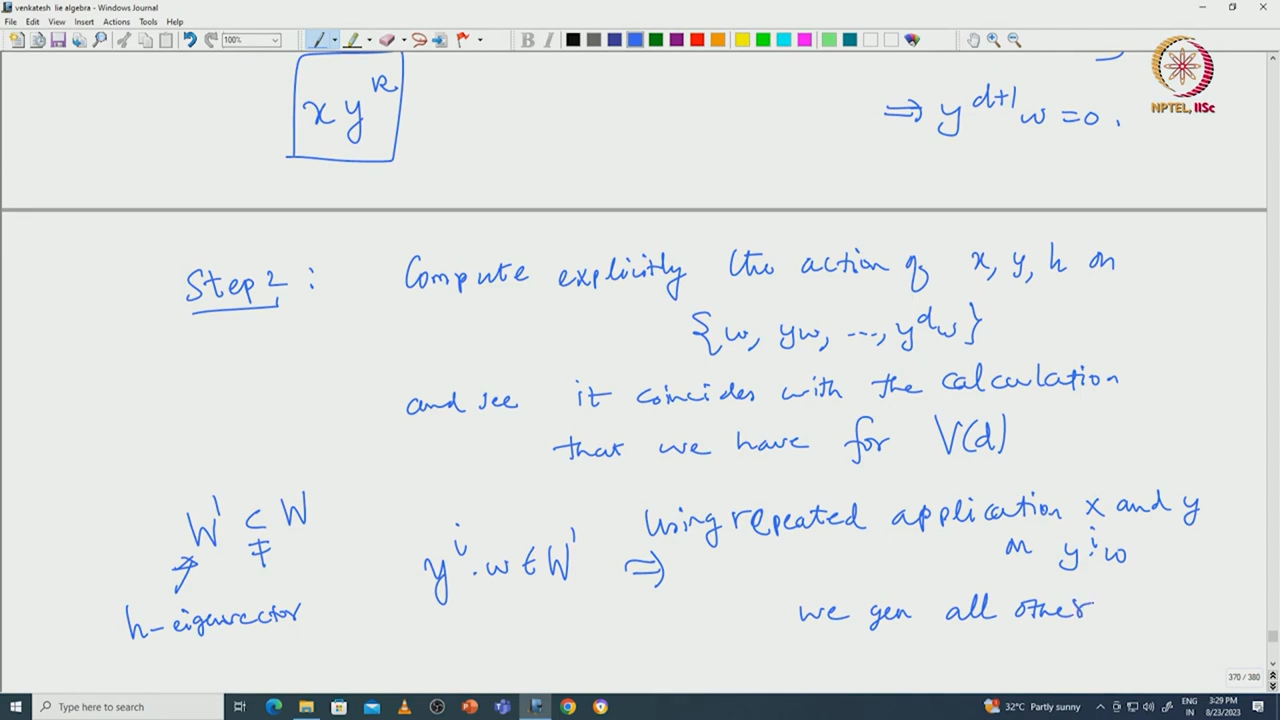 venkatesh lie algebra - Windows Journal
File Edit View Insert Actions Tools Help
100%
NPTEL, IISc
x y^k
⇒ y^{d+1} w = 0.
Step 2 : Compute explicitly the action of x, y, h on
{w, yw, ..., y^d w}
and see it coincides with the calculation
that we have for V(d)
W' ⊊ W
h-eigenvector
y^i . w ∈ W' ⇒
Using repeated application x and y
on y^i w
we gen all other
370 / 380
Type here to search
32°C Partly sunny
ENG
IN
3:29 PM
8/23/2023